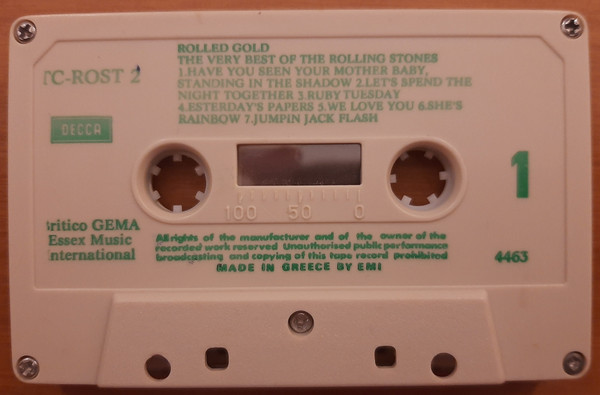 ROLLED GOLD
THE VERY BEST OF THE ROLLING STONES
1.HAVE YOU SEEN YOUR MOTHER BABY,
STANDING IN THE SHADOW 2.LET'S SPEND THE
NIGHT TOGETHER 3.RUBY TUESDAY
4.ESTERDAY'S PAPERS 5.WE LOVE YOU 6.SHE'S
RAINBOW 7.JUMPIN JACK FLASH
TC-ROST 2
DECCA
1
100 50 0
ritico GEMA
Essex Music
nternational
All rights of the manufacturer and of the owner of the
recorded work reserved Unauthorised public performance
broadcasting and copying of this tape record prohibited
MADE IN GREECE BY EMI
4463